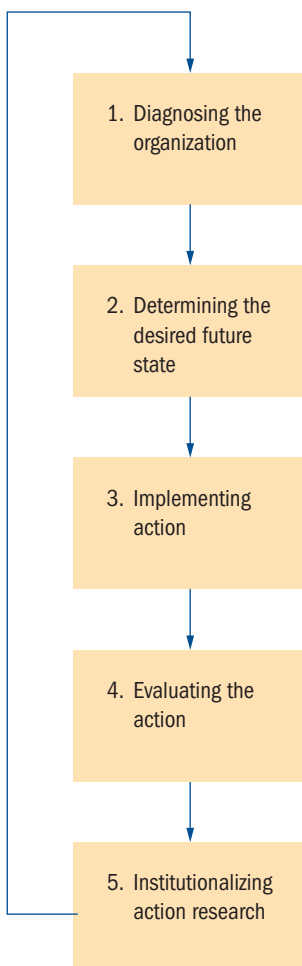 1. Diagnosing the
organization
2. Determining the
desired future
state
3. Implementing
action
4. Evaluating the
action
5. Institutionalizing
action research